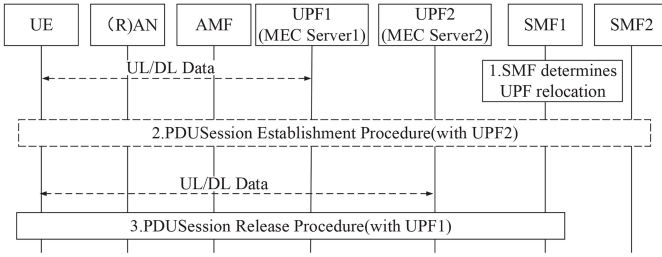 UE
（R)AN
AMF
UPF1
(MEC Server1)
UPF2
(MEC Server2)
SMF1
SMF2
UL/DL Data
1.SMF determines
UPF relocation
2.PDUSession Establishment Procedure(with UPF2)
UL/DL Data
3.PDUSession Release Procedure(with UPF1)